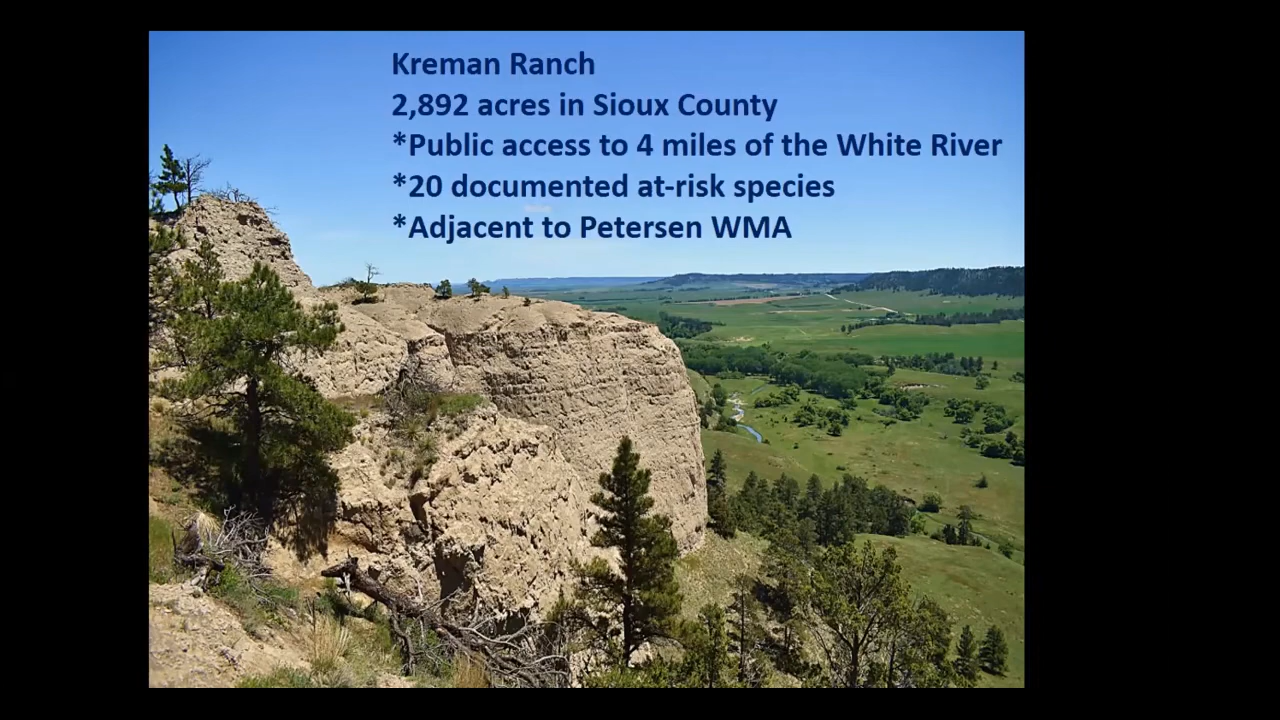 Kreman Ranch
2,892 acres in Sioux County
*Public access to 4 miles of the White River
*20 documented at-risk species
*Adjacent to Petersen WMA